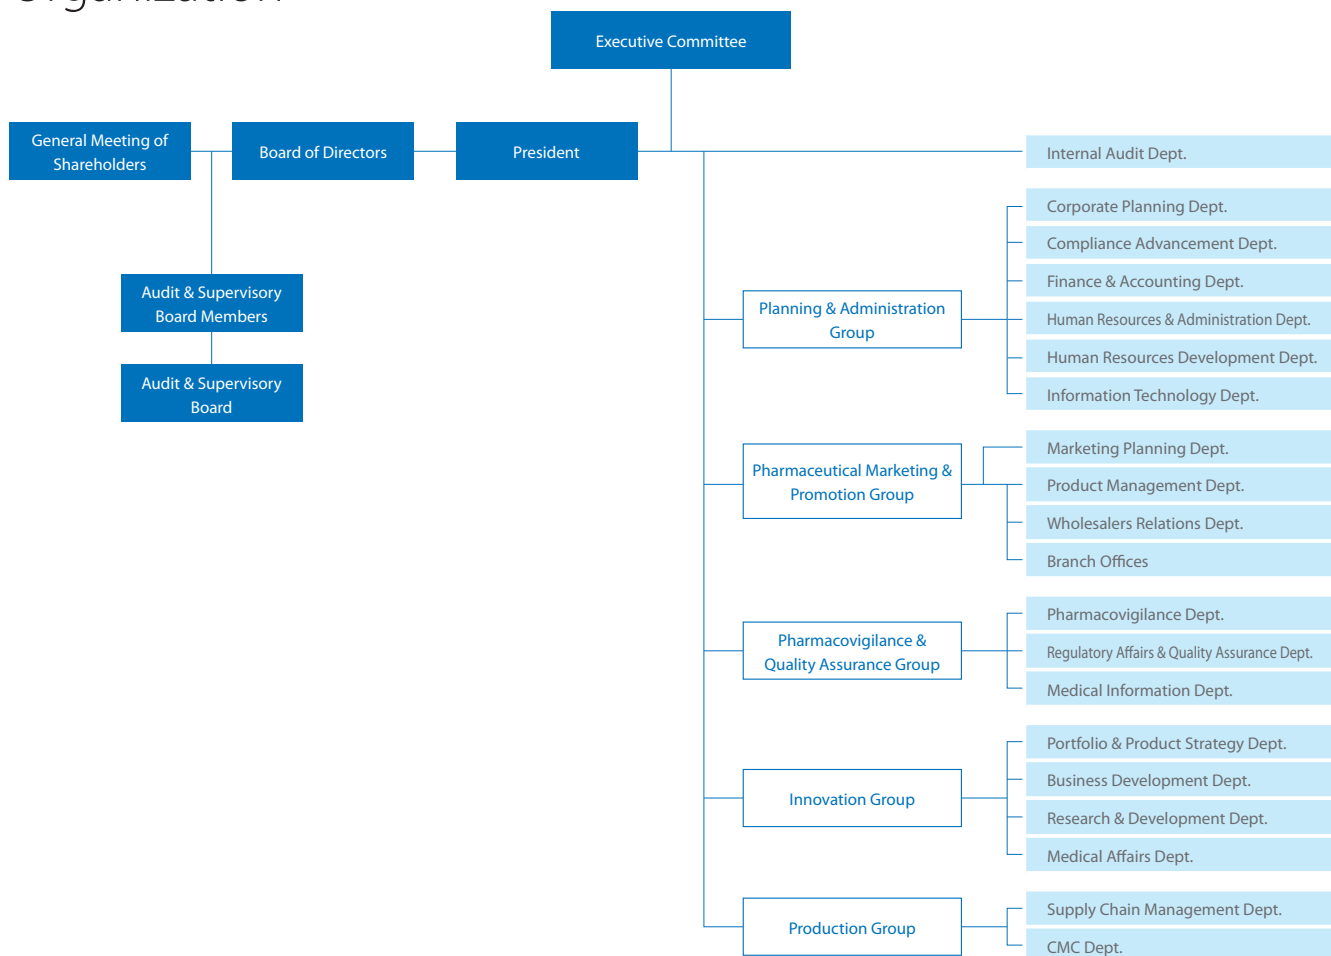 Organization
Executive Committee
General Meeting of
Shareholders
Board of Directors
President
Audit & Supervisory
Board Members
Audit & Supervisory
Board
Internal Audit Dept.
Planning & Administration
Group
Corporate Planning Dept.
Compliance Advancement Dept.
Finance & Accounting Dept.
Human Resources & Administration Dept.
Human Resources Development Dept.
Information Technology Dept.
Pharmaceutical Marketing &
Promotion Group
Marketing Planning Dept.
Product Management Dept.
Wholesalers Relations Dept.
Branch Offices
Pharmacovigilance &
Quality Assurance Group
Pharmacovigilance Dept.
Regulatory Affairs & Quality Assurance Dept.
Medical Information Dept.
Innovation Group
Portfolio & Product Strategy Dept.
Business Development Dept.
Research & Development Dept.
Medical Affairs Dept.
Production Group
Supply Chain Management Dept.
CMC Dept.